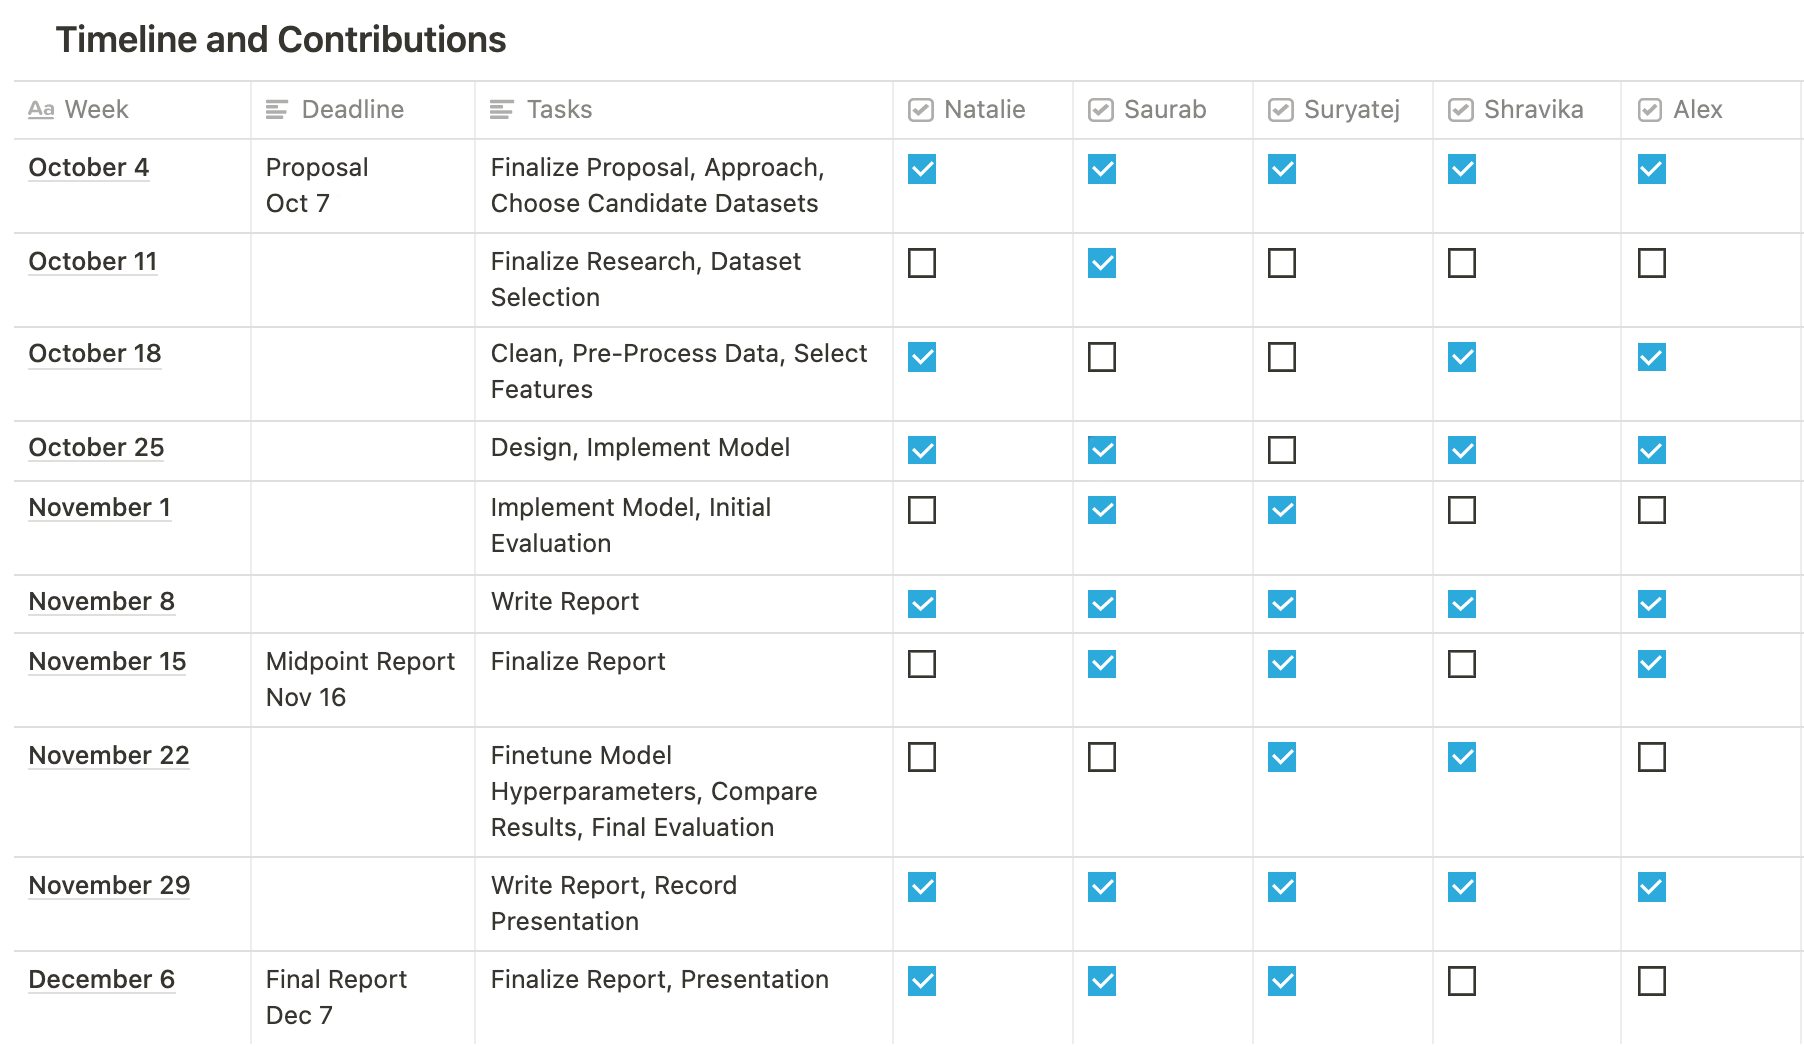 Timeline and Contributions
Aa Week Deadline Tasks Natalie Saurab Suryatej Shravika Alex
October 4 Proposal Finalize Proposal, Approach,
Oct 7 Choose Candidate Datasets
October 11 Finalize Research, Dataset
Selection
October 18 Clean, Pre-Process Data, Select
Features
October 25 Design, Implement Model
November 1 Implement Model, Initial
Evaluation
November 8 Write Report
November 15 Midpoint Report Finalize Report
Nov 16
November 22 Finetune Model
Hyperparameters, Compare
Results, Final Evaluation
November 29 Write Report, Record
Presentation
December 6 Final Report Finalize Report, Presentation
Dec 7